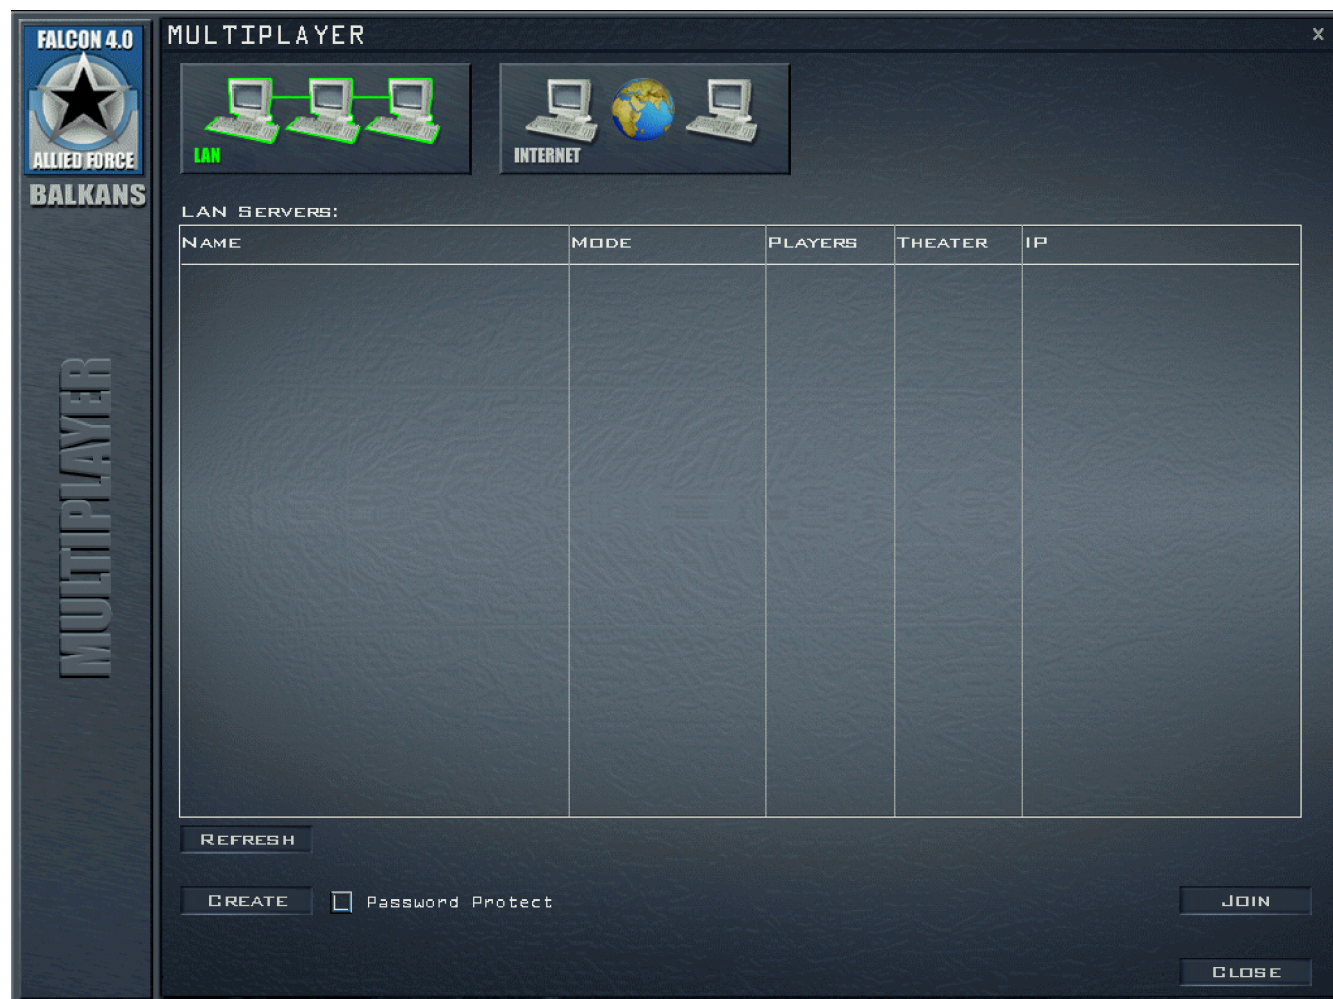 FALCON 4.0
ALLIED FORCE
BALKANS
MULTIPLAYER
MULTIPLAYER
X
LAN
INTERNET
LAN SERVERS:
NAME MODE PLAYERS THEATER IP
REFRESH
CREATE Password Protect
JOIN
CLOSE